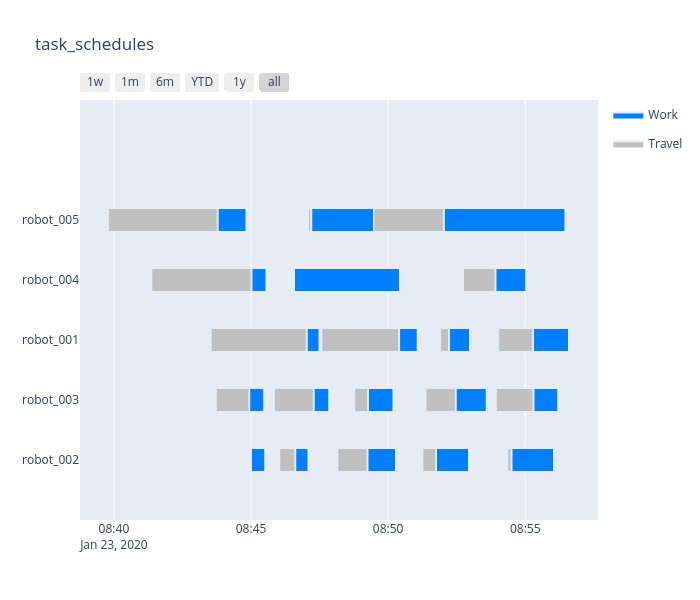 task_schedules
1w 1m 6m YTD 1y all
Work
Travel
robot_005
robot_004
robot_001
robot_003
robot_002
08:40 08:45 08:50 08:55
Jan 23, 2020